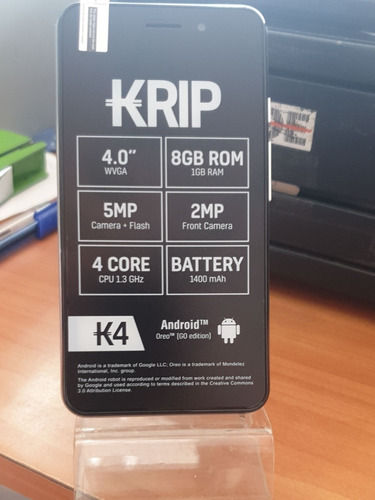 KRIP
4.0"
WVGA
8GB ROM
1GB RAM
5MP
Camera + Flash
2MP
Front Camera
4 CORE
CPU 1.3 GHz
BATTERY
1400 mAh
K4
Android™
Oreo™ (GO edition)
Android is a trademark of Google LLC; Oreo is a trademark of Mondelez
International, Inc. group.
The Android robot is reproduced or modified from work created and shared
by Google and used according to terms described in the Creative Commons
3.0 Attribution License.